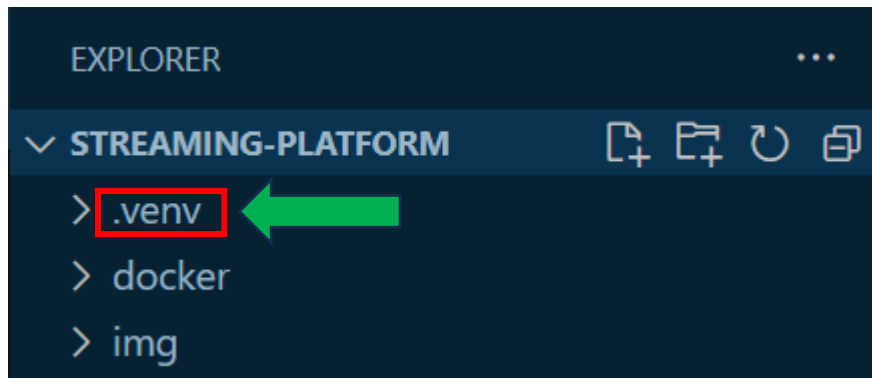 EXPLORER
STREAMING-PLATFORM
.venv
docker
img